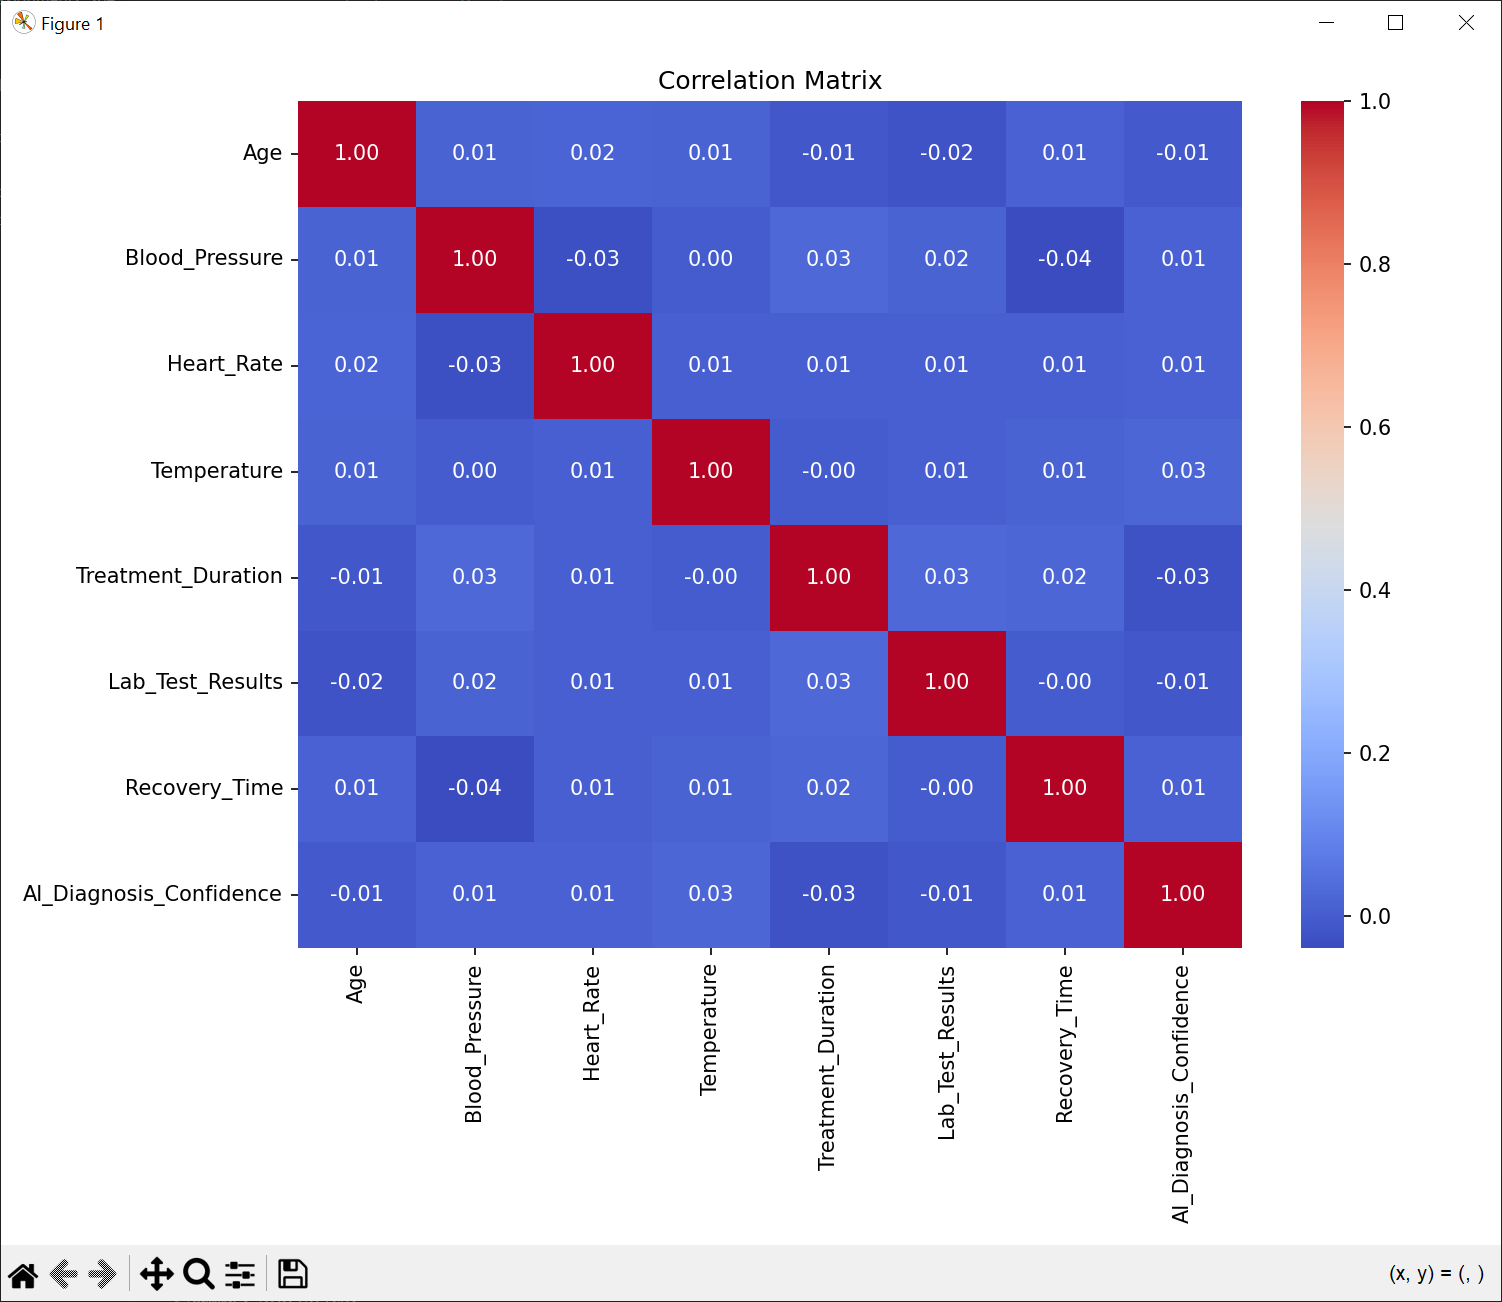 Figure 1
Correlation Matrix
Age 1.00 0.01 0.02 0.01 -0.01 -0.02 0.01 -0.01
Blood_Pressure 0.01 1.00 -0.03 0.00 0.03 0.02 -0.04 0.01
Heart_Rate 0.02 -0.03 1.00 0.01 0.01 0.01 0.01 0.01
Temperature 0.01 0.00 0.01 1.00 -0.00 0.01 0.01 0.03
Treatment_Duration -0.01 0.03 0.01 -0.00 1.00 0.03 0.02 -0.03
Lab_Test_Results -0.02 0.02 0.01 0.01 0.03 1.00 -0.00 -0.01
Recovery_Time 0.01 -0.04 0.01 0.01 0.02 -0.00 1.00 0.01
AI_Diagnosis_Confidence -0.01 0.01 0.01 0.03 -0.03 -0.01 0.01 1.00
Age
Blood_Pressure
Heart_Rate
Temperature
Treatment_Duration
Lab_Test_Results
Recovery_Time
AI_Diagnosis_Confidence
1.0
0.8
0.6
0.4
0.2
0.0
(x, y) = (, )